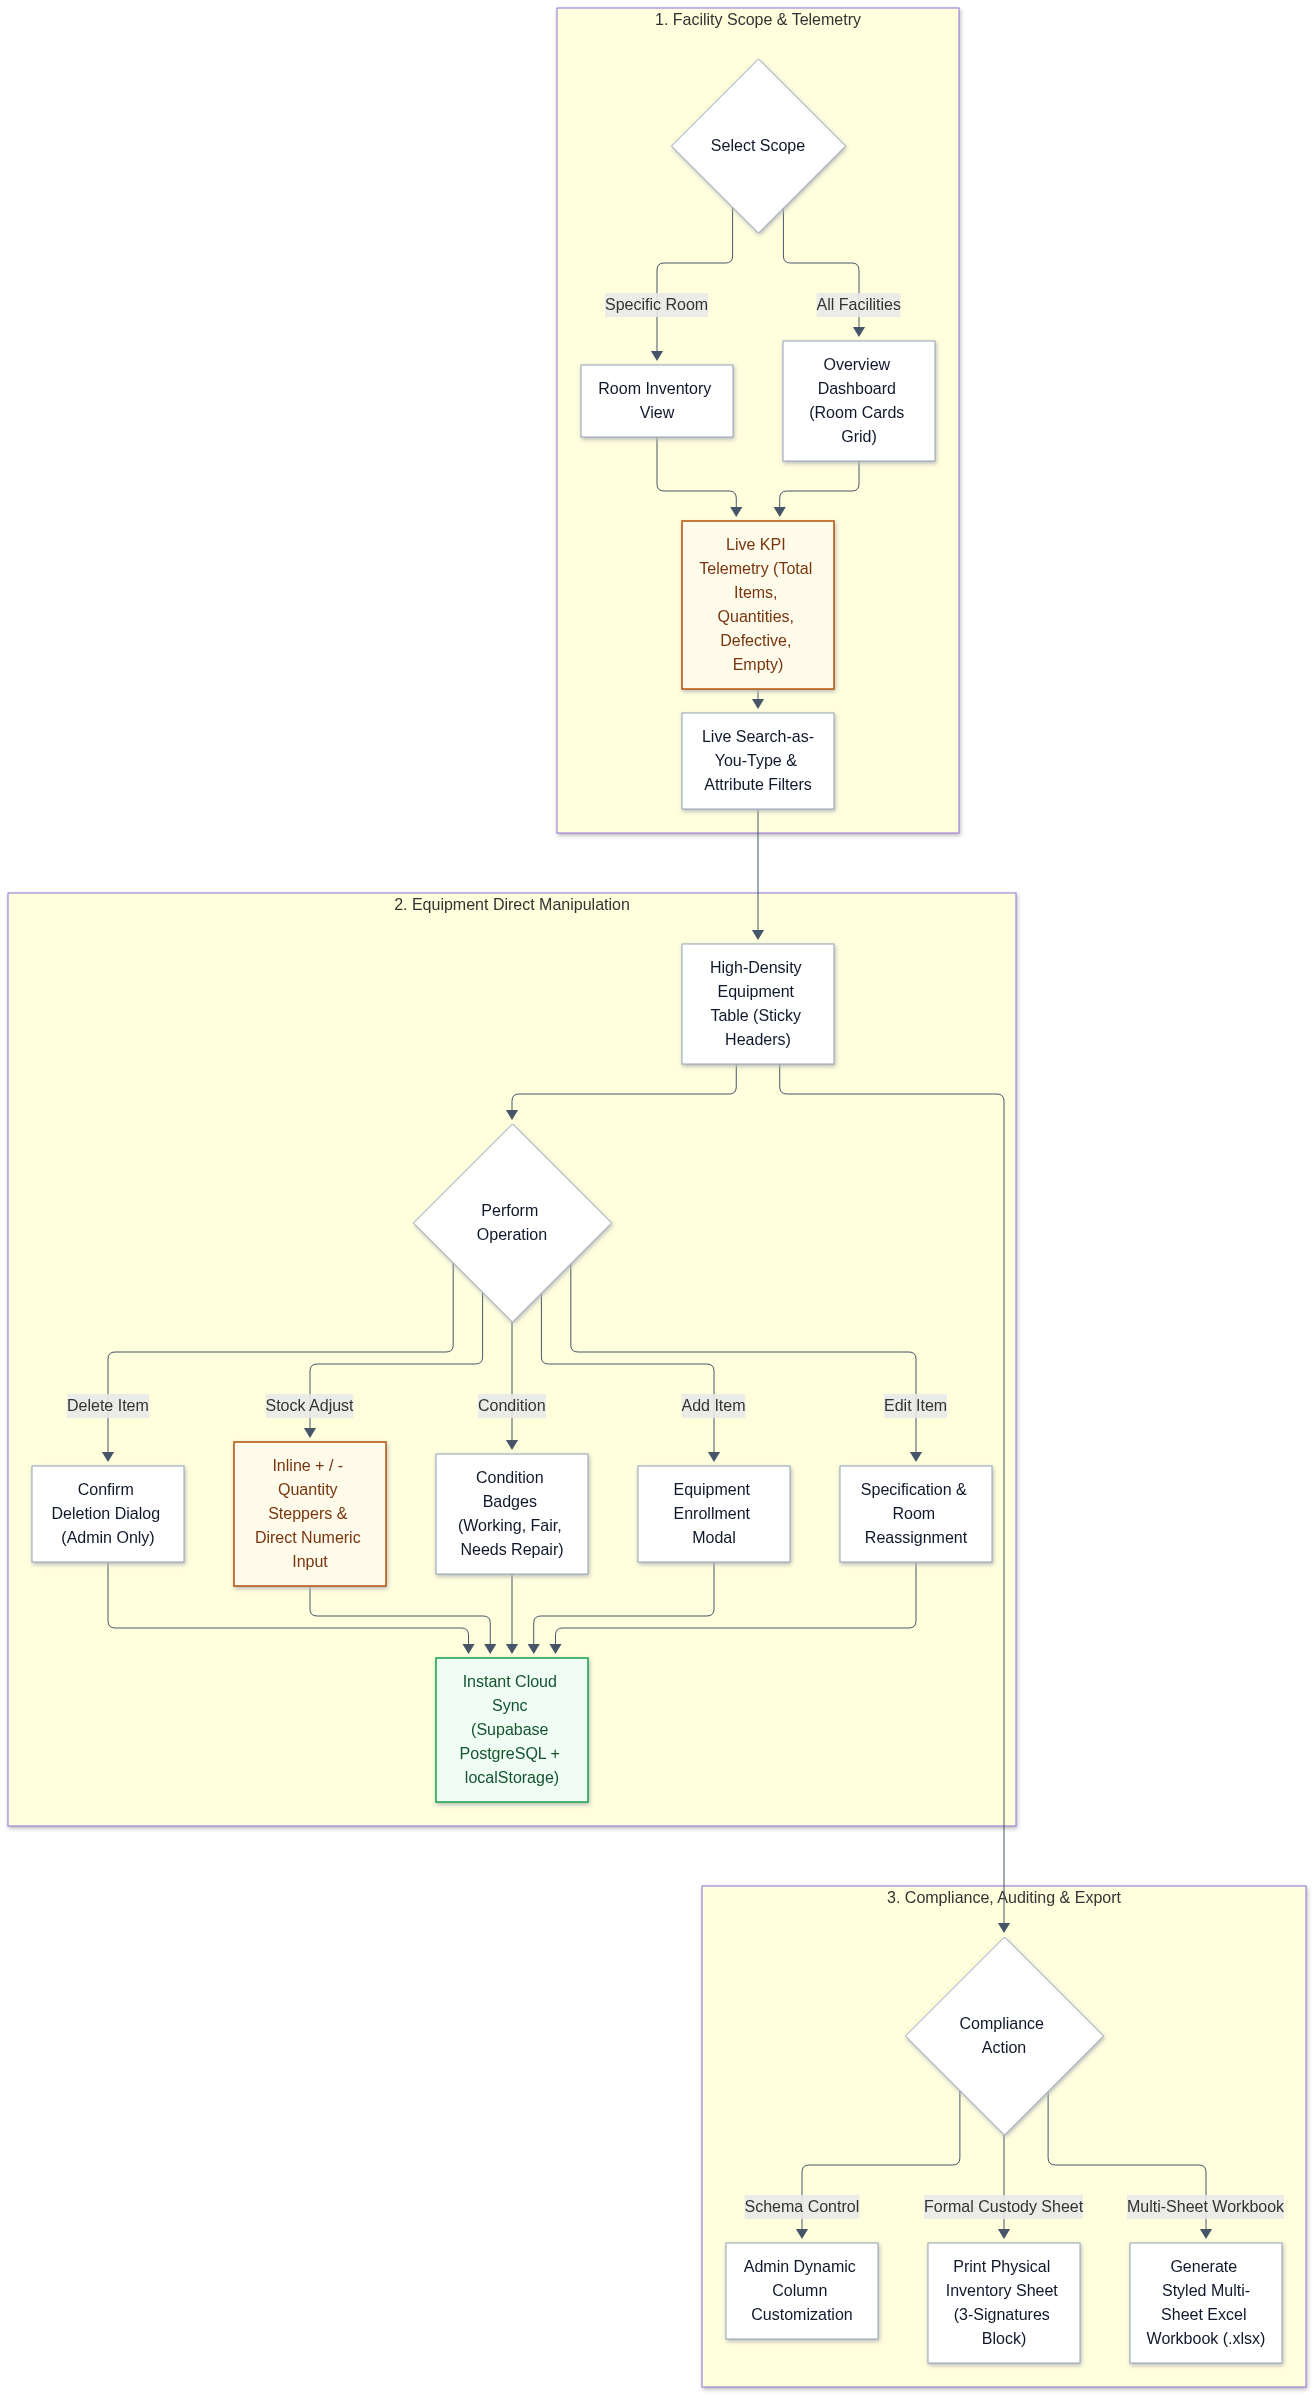 1. Facility Scope & Telemetry
Select Scope
Specific Room
All Facilities
Room Inventory
View
Overview
Dashboard
(Room Cards
Grid)
Live KPI
Telemetry (Total
Items,
Quantities,
Defective,
Empty)
Live Search-as-
You-Type &
Attribute Filters
2. Equipment Direct Manipulation
High-Density
Equipment
Table (Sticky
Headers)
Perform
Operation
Delete Item
Stock Adjust
Condition
Add Item
Edit Item
Confirm
Deletion Dialog
(Admin Only)
Inline + / -
Quantity
Steppers &
Direct Numeric
Input
Condition
Badges
(Working, Fair,
Needs Repair)
Equipment
Enrollment
Modal
Specification &
Room
Reassignment
Instant Cloud
Sync
(Supabase
PostgreSQL +
localStorage)
3. Compliance, Auditing & Export
Compliance
Action
Schema Control
Formal Custody Sheet
Multi-Sheet Workbook
Admin Dynamic
Column
Customization
Print Physical
Inventory Sheet
(3-Signatures
Block)
Generate
Styled Multi-
Sheet Excel
Workbook (.xlsx)